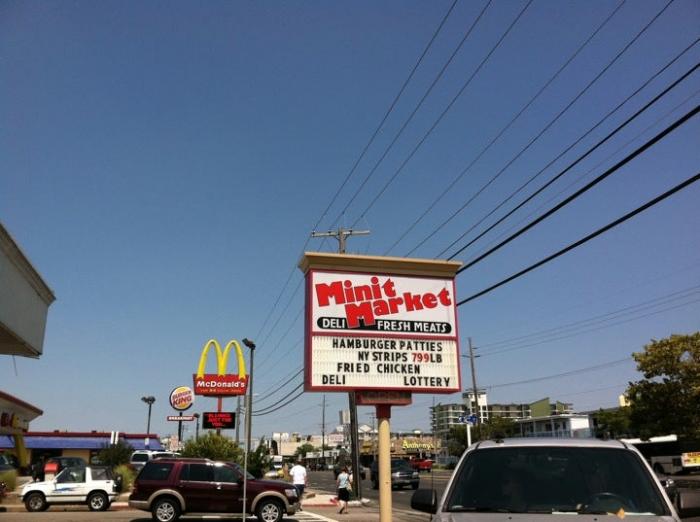 Minit
Market
DELI FRESH MEATS
HAMBURGER PATTIES
NY STRIPS 799LB
FRIED CHICKEN
DELI LOTTERY
McDonald's
BURGER
KING
Anthony's